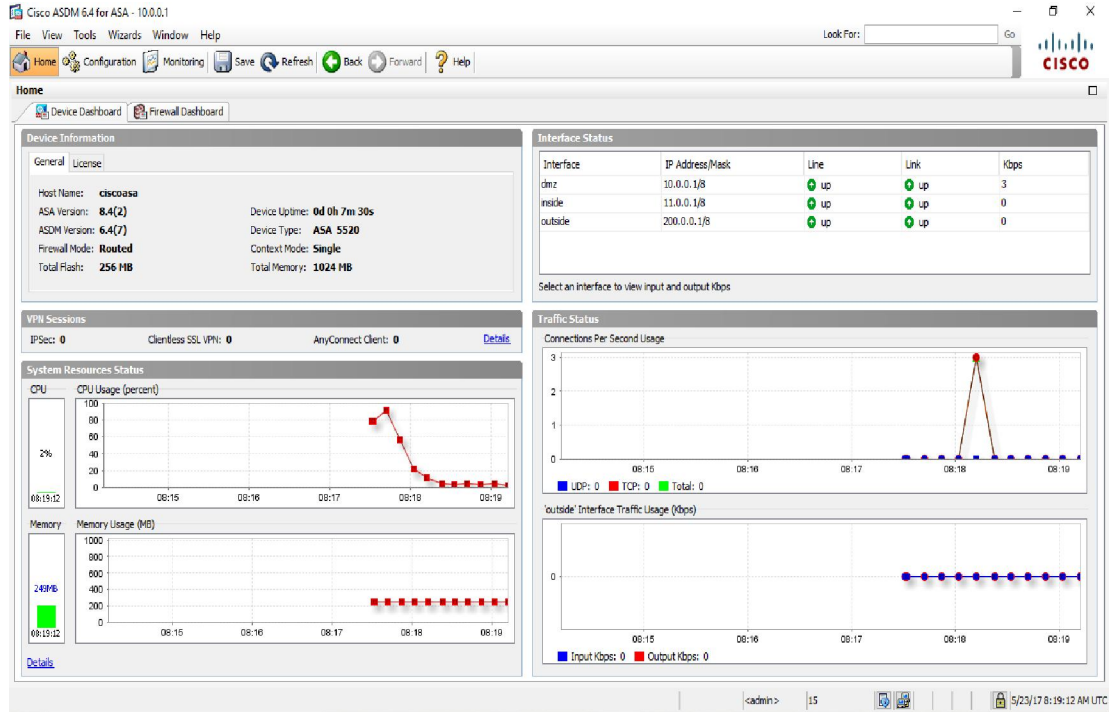 Cisco ASDM 6.4 for ASA - 10.0.0.1
File View Tools Wizards Window Help
Look For:
Go
Home Configuration Monitoring Save Refresh Back Forward Help
CISCO
Home
Device Dashboard Firewall Dashboard
Device Information
General License
Host Name: ciscoasa
ASA Version: 8.4(2) Device Uptime: 0d 0h 7m 30s
ASDM Version: 6.4(7) Device Type: ASA 5520
Firewall Mode: Routed Context Mode: Single
Total Flash: 256 MB Total Memory: 1024 MB
Interface Status
Interface IP Address/Mask Line Link Kbps
dmz 10.0.0.1/8 up up 3
inside 11.0.0.1/8 up up 0
outside 200.0.0.1/8 up up 0
Select an interface to view input and output Kbps
VPN Sessions
IPSec: 0 Clientless SSL VPN: 0 AnyConnect Client: 0 Details
System Resources Status
CPU CPU Usage (percent)
100
80
60
40
20
0
2%
08:19:12
08:15 08:16 08:17 08:18 08:19
Memory Memory Usage (MB)
1000
800
600
400
200
0
249MB
08:19:12
08:15 08:16 08:17 08:18 08:19
Details
Traffic Status
Connections Per Second Usage
3
2
1
0
08:15 08:16 08:17 08:18 08:19
UDP: 0 TCP: 0 Total: 0
'outside' Interface Traffic Usage (Kbps)
0
08:15 08:16 08:17 08:18 08:19
Input Kbps: 0 Output Kbps: 0
<admin> 15 5/23/17 8:19:12 AM UTC